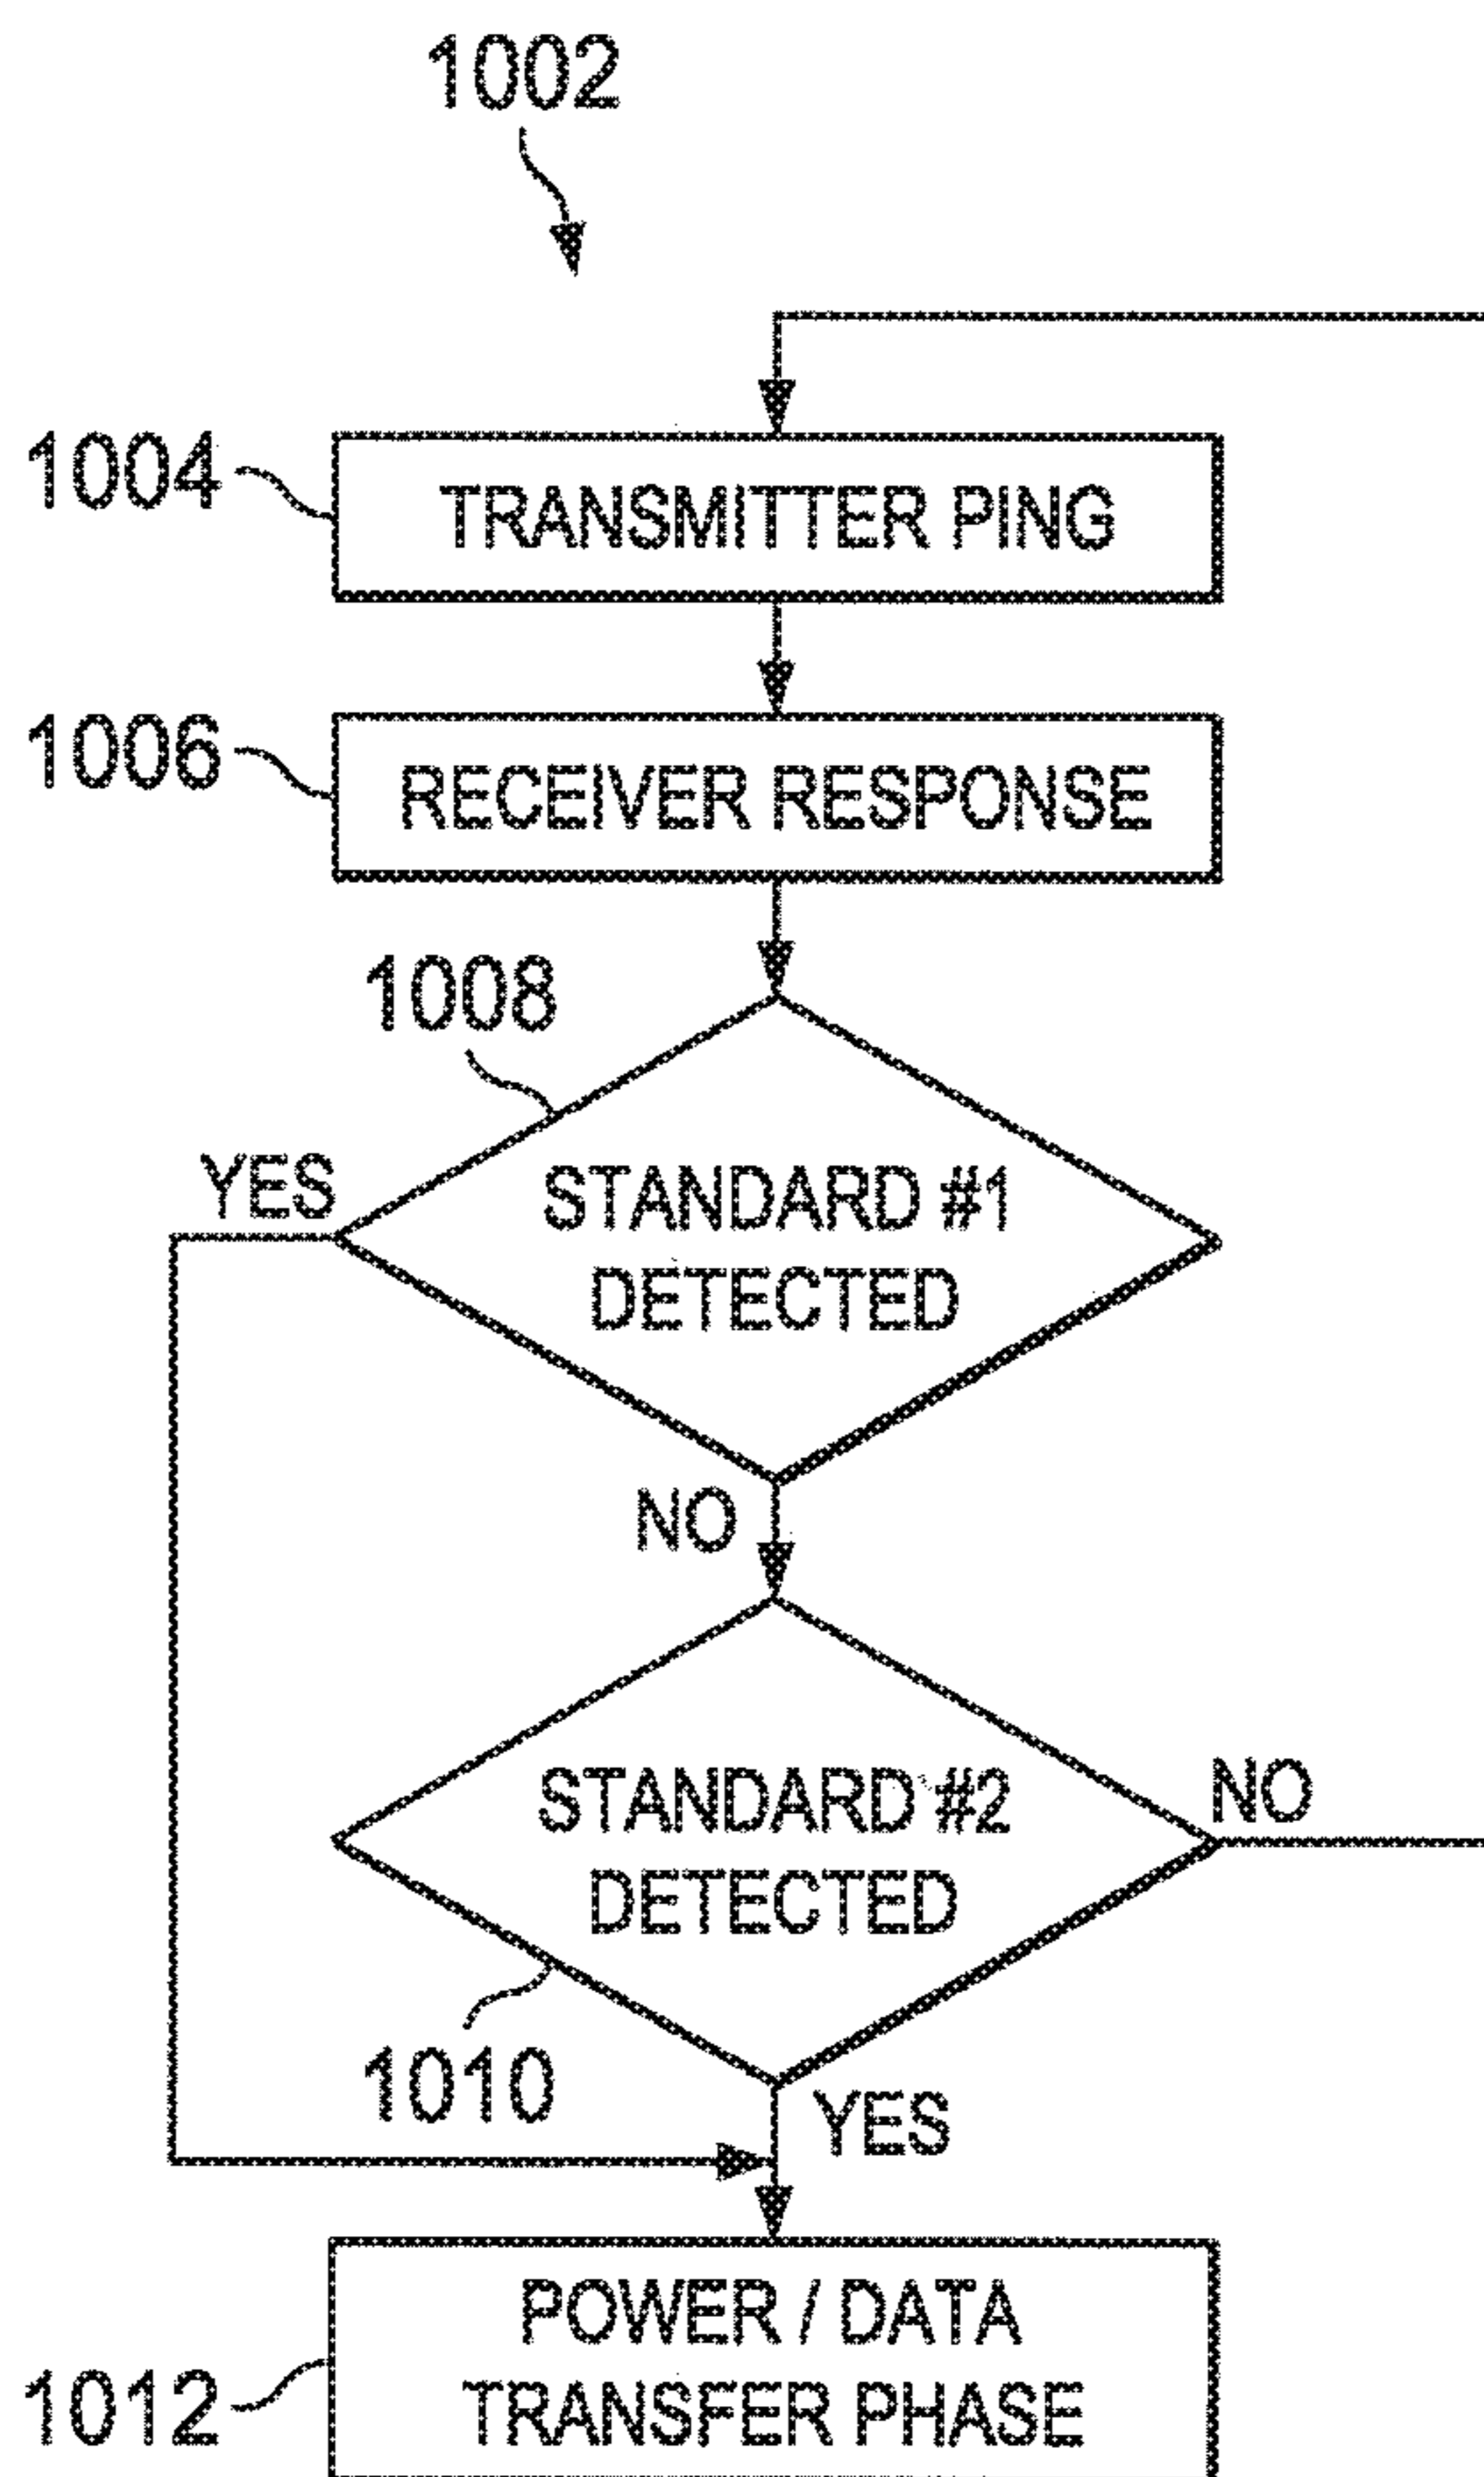 1002
1004
TRANSMITTER PING
1006
RECEIVER RESPONSE
1008
YES
STANDARD #1
DETECTED
NO
STANDARD #2
DETECTED
NO
1010
YES
POWER / DATA
TRANSFER PHASE
1012